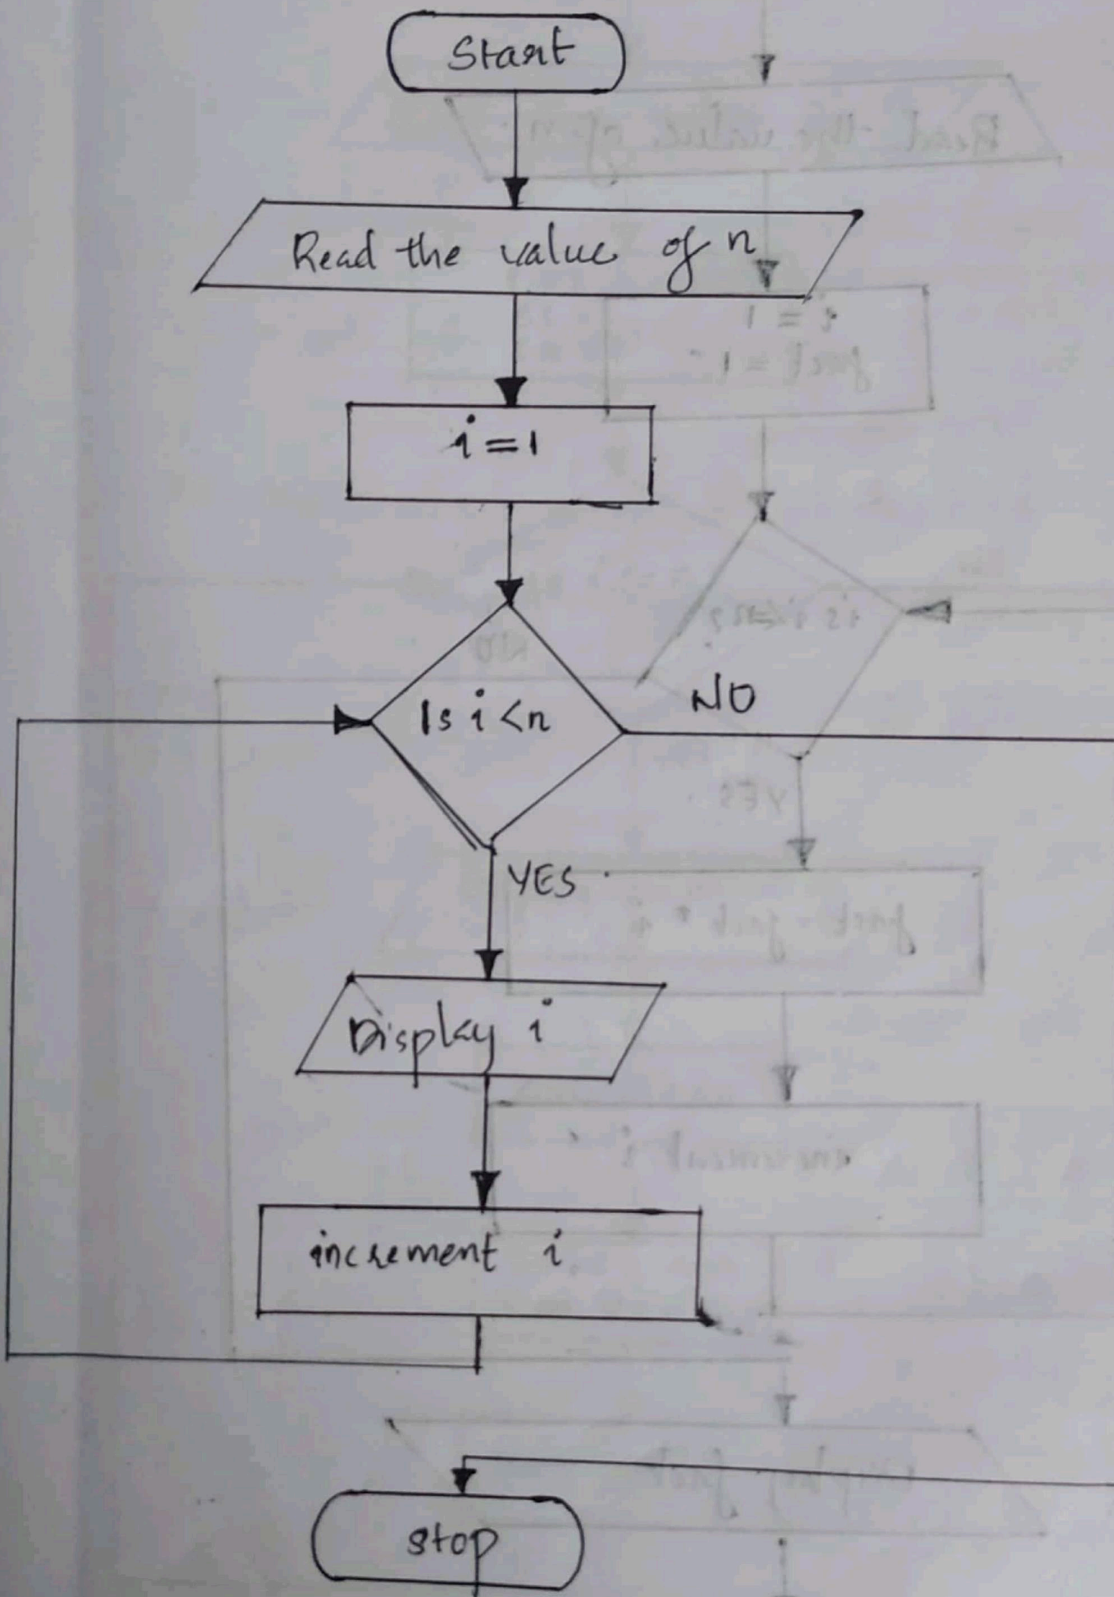 Start
Read the value of n
i=1
Is i<n
NO
YES
Display i
increment i
stop